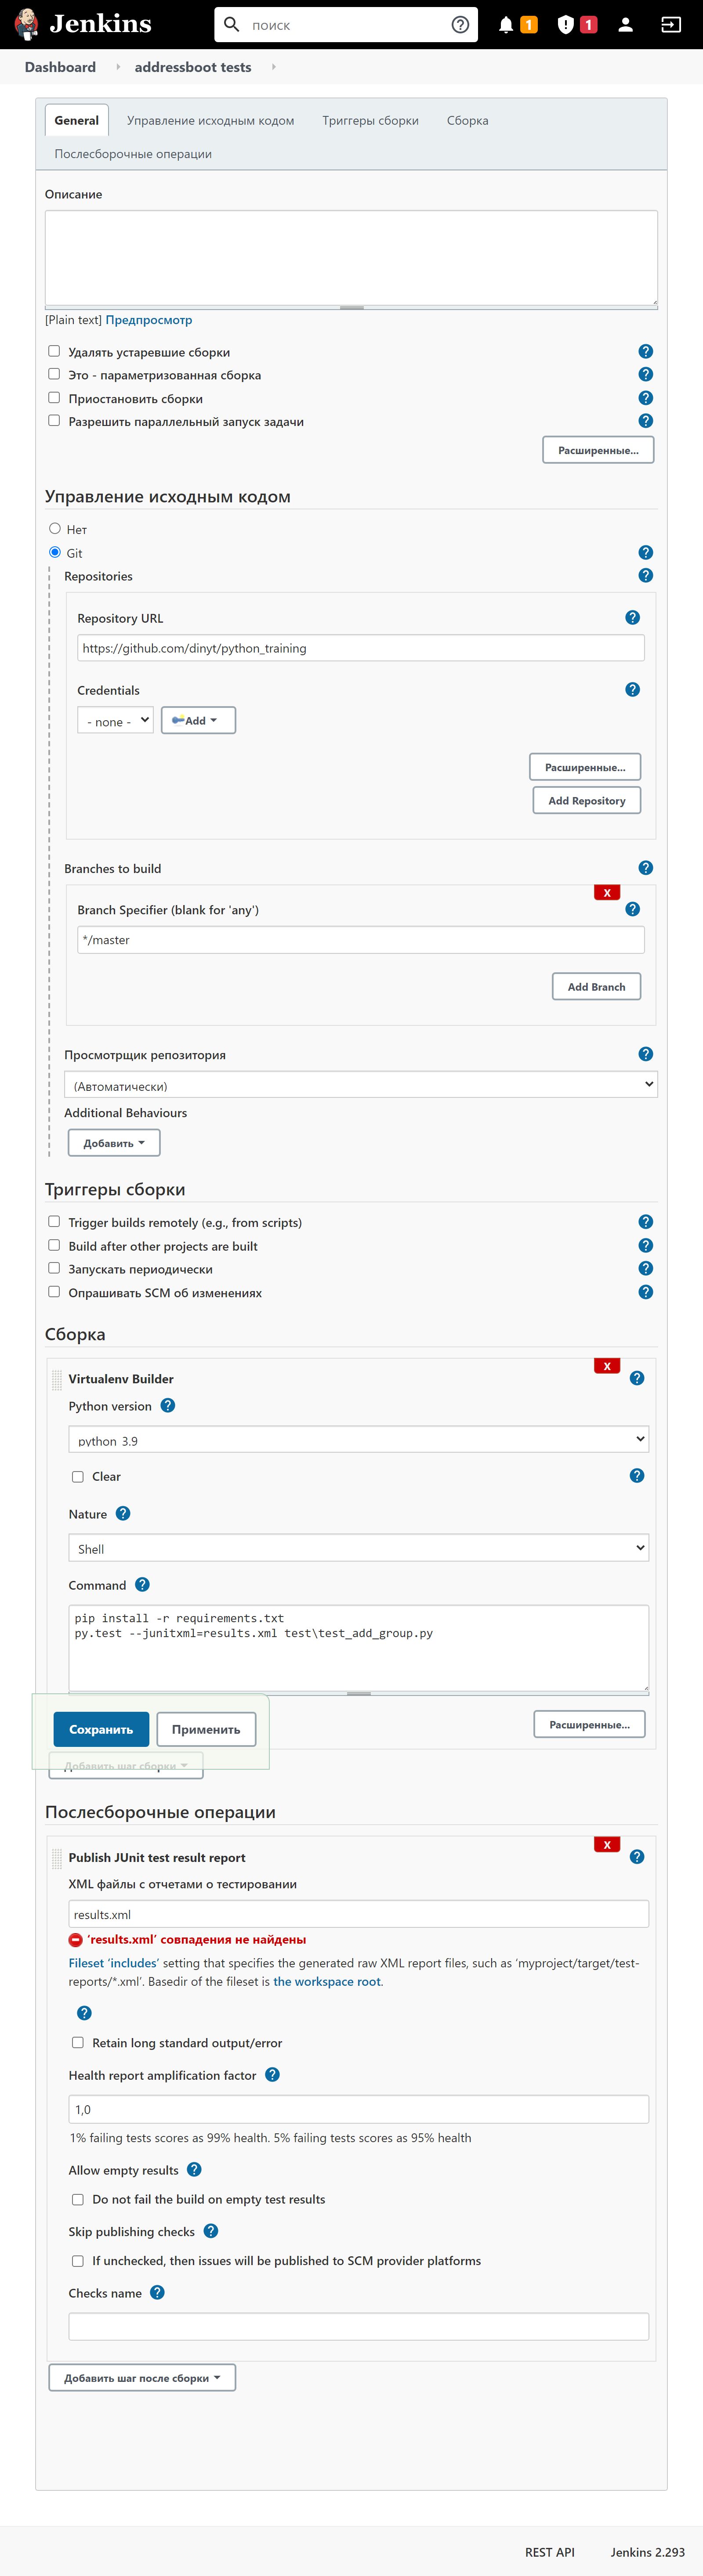 Jenkins
поиск
1
1
Dashboard
addressboot tests
General
Управление исходным кодом
Триггеры сборки
Сборка
Послесборочные операции
Описание
[Plain text] Предпросмотр
Удалять устаревшие сборки
Это - параметризованная сборка
Приостановить сборки
Разрешить параллельный запуск задачи
Расширенные...
Управление исходным кодом
Нет
Git
Repositories
Repository URL
https://github.com/dinyt/python_training
Credentials
- none -
Add
Расширенные...
Add Repository
Branches to build
X
Branch Specifier (blank for 'any')
*/master
Add Branch
Просмотрщик репозитория
(Автоматически)
Additional Behaviours
Добавить
Триггеры сборки
Trigger builds remotely (e.g., from scripts)
Build after other projects are built
Запускать периодически
Опрашивать SCM об изменениях
Сборка
X
Virtualenv Builder
Python version
python_3.9
Clear
Nature
Shell
Command
pip install -r requirements.txt
py.test --junitxml=results.xml test\test_add_group.py
Сохранить
Применить
Расширенные...
Добавить шаг сборки
Послесборочные операции
X
Publish JUnit test result report
XML файлы с отчетами о тестировании
results.xml
‘results.xml’ совпадения не найдены
Fileset ‘includes’ setting that specifies the generated raw XML report files, such as ‘myproject/target/test-
reports/*.xml’. Basedir of the fileset is the workspace root.
Retain long standard output/error
Health report amplification factor
1,0
1% failing tests scores as 99% health. 5% failing tests scores as 95% health
Allow empty results
Do not fail the build on empty test results
Skip publishing checks
If unchecked, then issues will be published to SCM provider platforms
Checks name
Добавить шаг после сборки
REST API
Jenkins 2.293